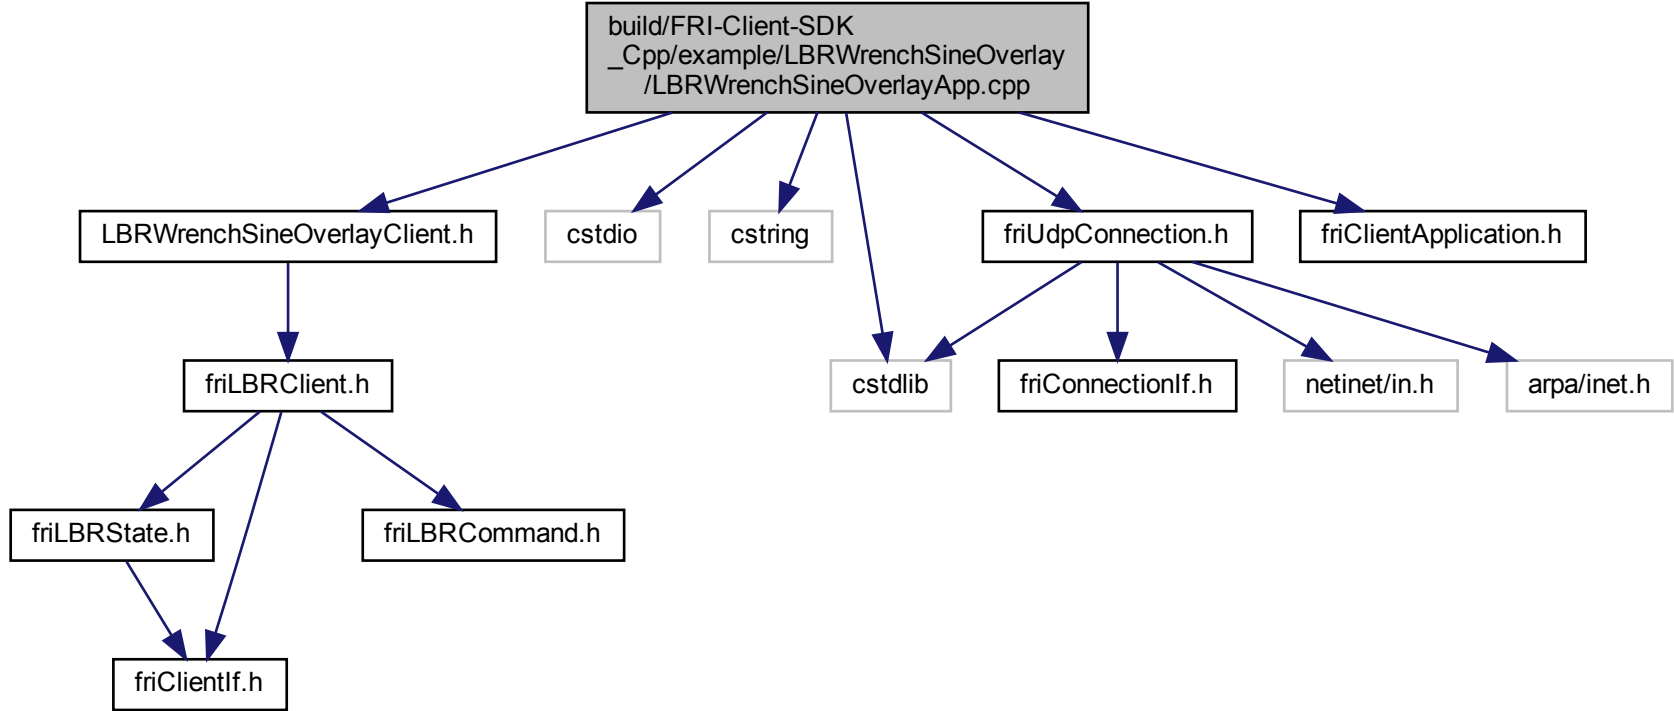 build/FRI-Client-SDK
_Cpp/example/LBRWrenchSineOverlay
/LBRWrenchSineOverlayApp.cpp
LBRWrenchSineOverlayClient.h
cstdio
cstring
friUdpConnection.h
friClientApplication.h
friLBRClient.h
cstdlib
friConnectionIf.h
netinet/in.h
arpa/inet.h
friLBRState.h
friLBRCommand.h
friClientIf.h